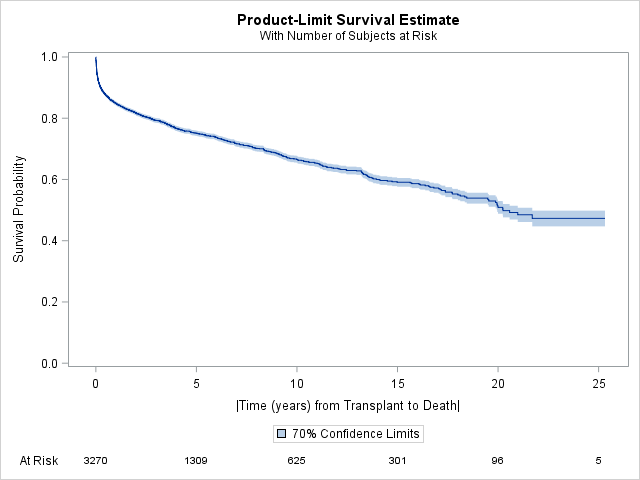 Product-Limit Survival Estimate
With Number of Subjects at Risk
1.0
0.8
0.6
0.4
0.2
0.0
Survival Probability
0 5 10 15 20 25
|Time (years) from Transplant to Death|
70% Confidence Limits
At Risk 3270 1309 625 301 96 5